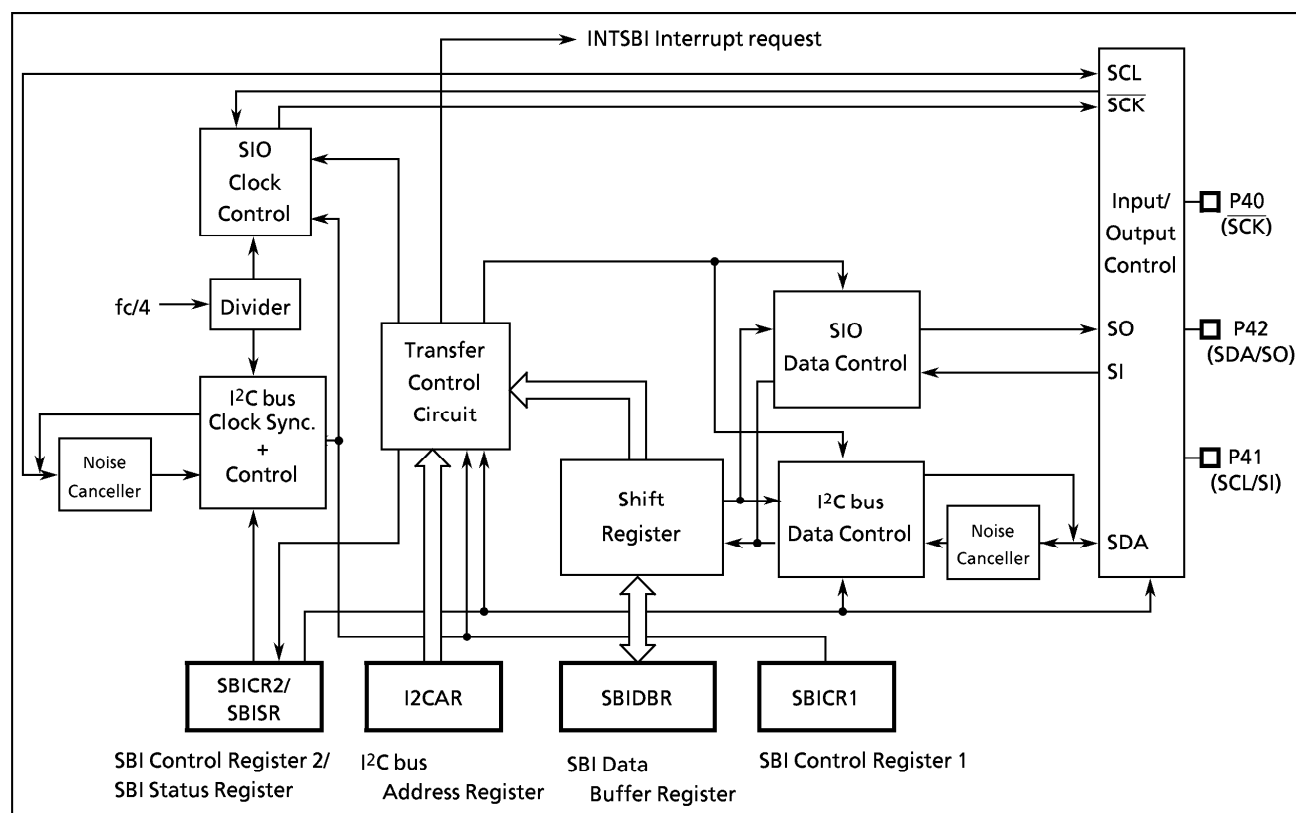 INTSBI Interrupt request
SCL
SCK
SIO
Clock
Control
Input/
Output
Control
P40
(SCK)
fc/4
Divider
Transfer
Control
Circuit
SIO
Data Control
SO
SI
P42
(SDA/SO)
I²C bus
Clock Sync.
+
Control
Noise
Canceller
Shift
Register
I²C bus
Data Control
Noise
Canceller
SDA
P41
(SCL/SI)
SBICR2/
SBISR
I2CAR
SBIDBR
SBICR1
SBI Control Register 2/
SBI Status Register
I²C bus
Address Register
SBI Data
Buffer Register
SBI Control Register 1